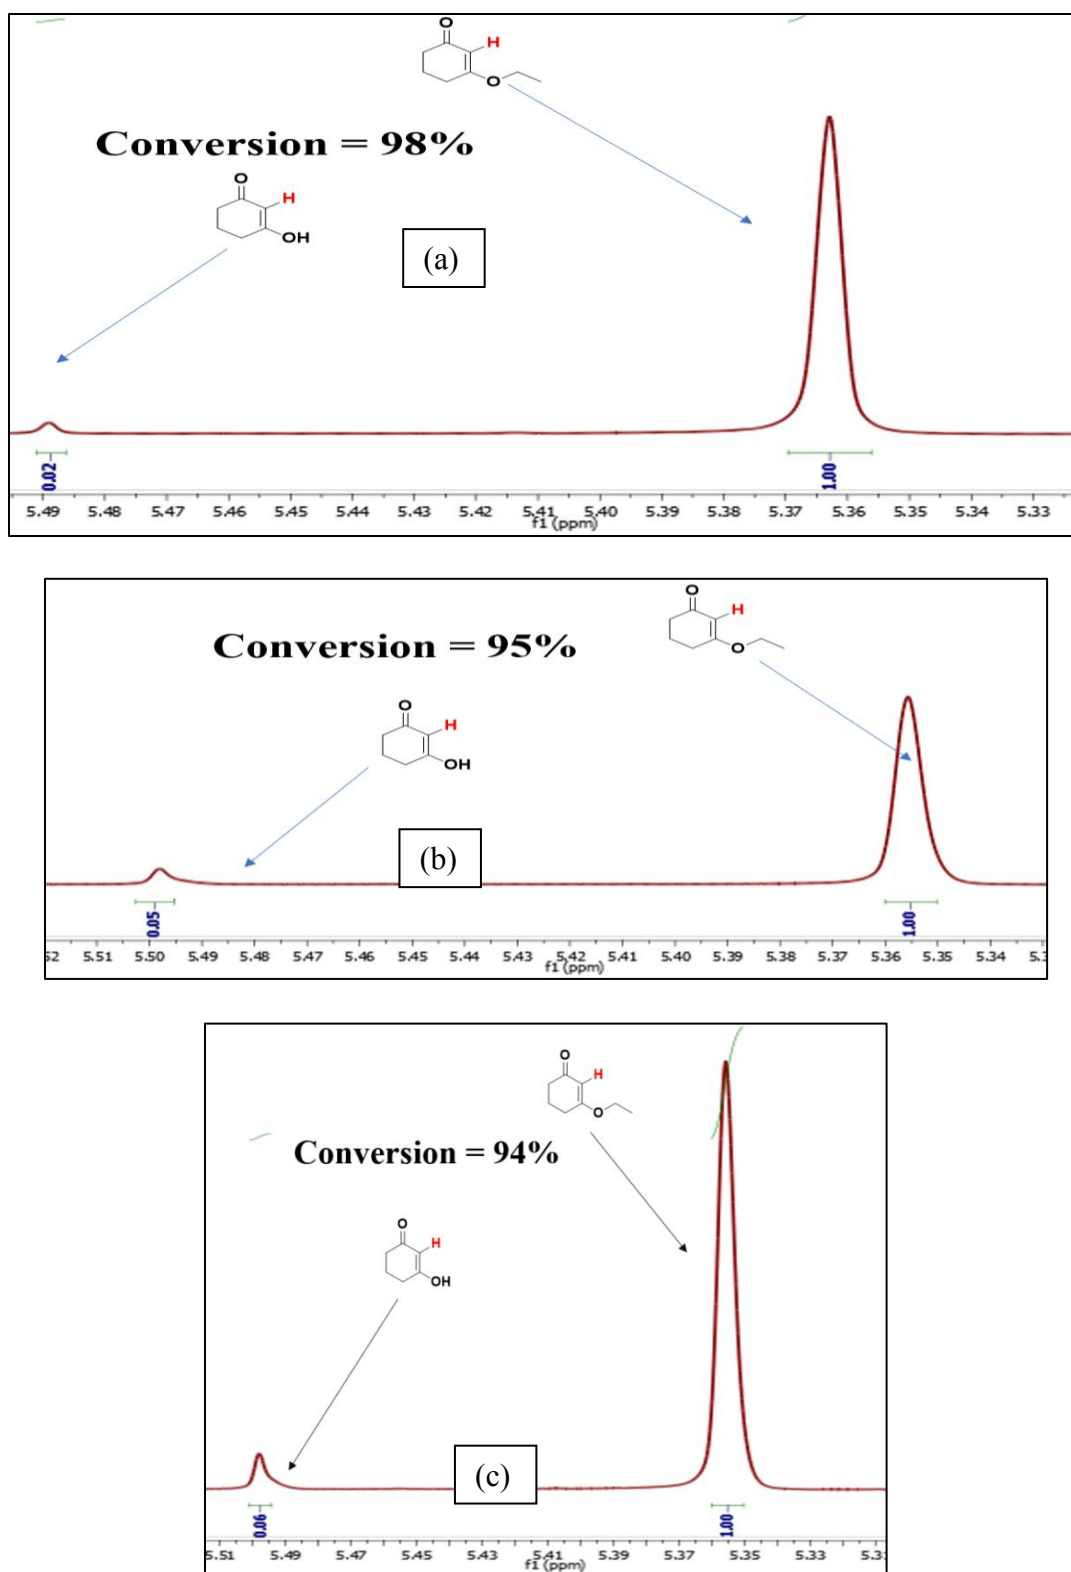 O
H
O
Conversion = 98%
O
H
OH
(a)
0.02
1.00
5.49 5.48 5.47 5.46 5.45 5.44 5.43 5.42 5.41 5.40 5.39 5.38 5.37 5.36 5.35 5.34 5.33
f1 (ppm)
O
H
O
Conversion = 95%
O
H
OH
(b)
0.05
1.00
52 5.51 5.50 5.49 5.48 5.47 5.46 5.45 5.44 5.43 5.42 5.41 5.40 5.39 5.38 5.37 5.36 5.35 5.34 5.3
f1 (ppm)
O
H
O
Conversion = 94%
O
H
OH
(c)
0.06
1.00
5.51 5.49 5.47 5.45 5.43 5.41 5.39 5.37 5.35 5.33 5.31
f1 (ppm)